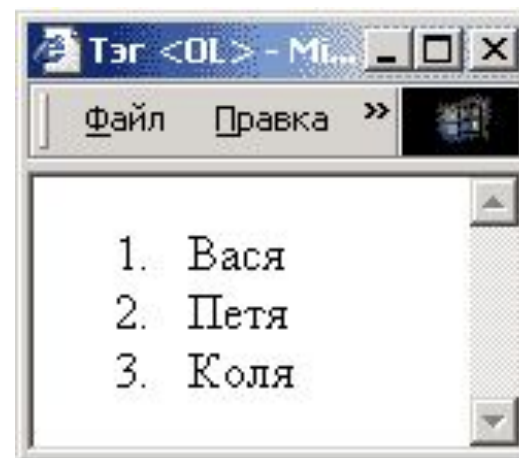 Тэг <OL> - Mi...
Файл Правка »
1. Вася
2. Петя
3. Коля